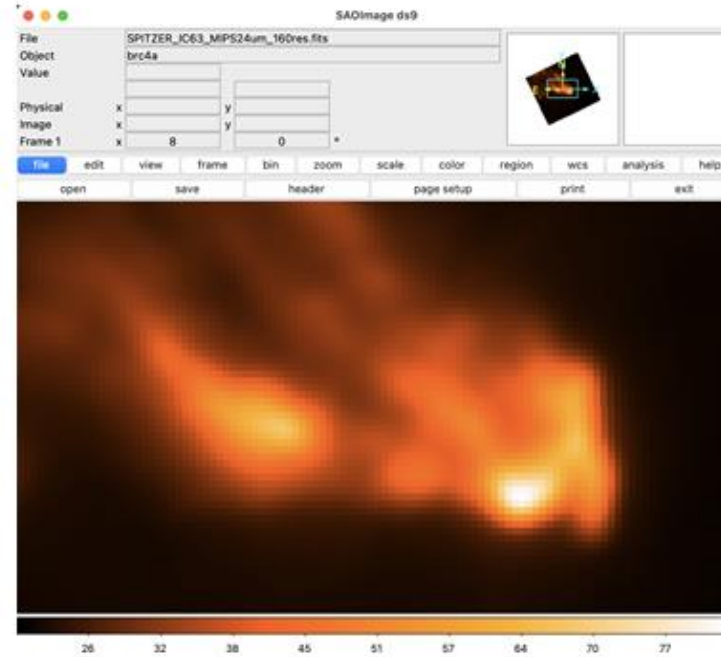 SAOImage ds9
File SPITZER_IC63_MIPS24um_160res.fits
Object brc4a
Value
Physical x y
Image x y
Frame 1 x 8 0 °
file edit view frame bin zoom scale color region wcs analysis help
open save header page setup print exit
26 32 38 45 51 57 64 70 77